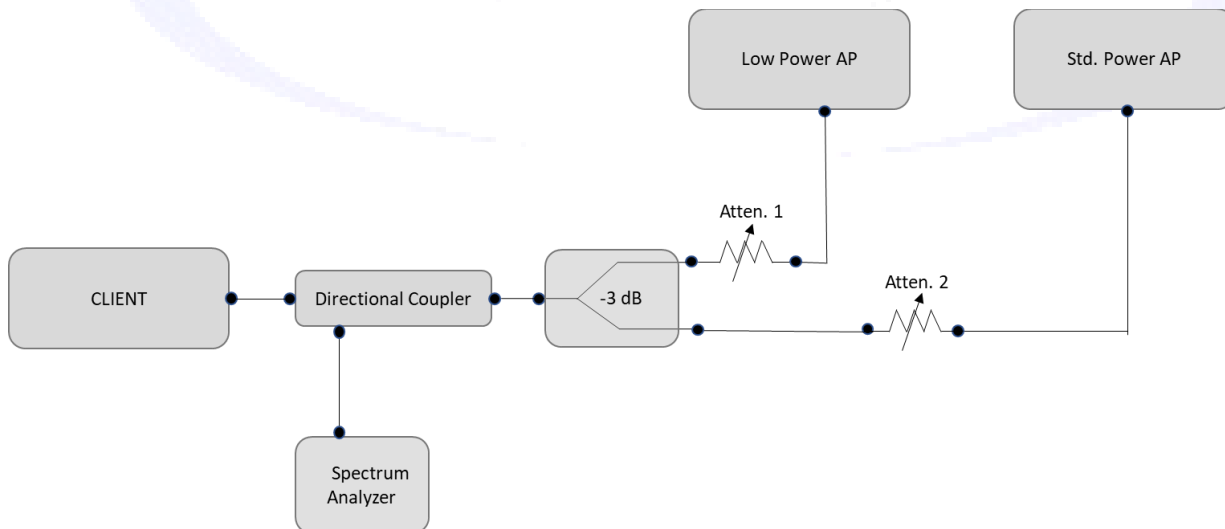 Low Power AP
Std. Power AP
Atten. 1
Atten. 2
CLIENT
Directional Coupler
-3 dB
Spectrum
Analyzer